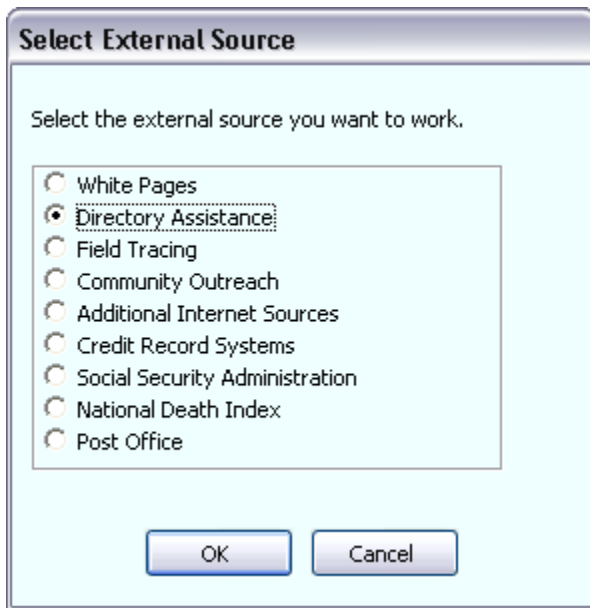 Select External Source
Select the external source you want to work.
White Pages
Directory Assistance
Field Tracing
Community Outreach
Additional Internet Sources
Credit Record Systems
Social Security Administration
National Death Index
Post Office
OK
Cancel